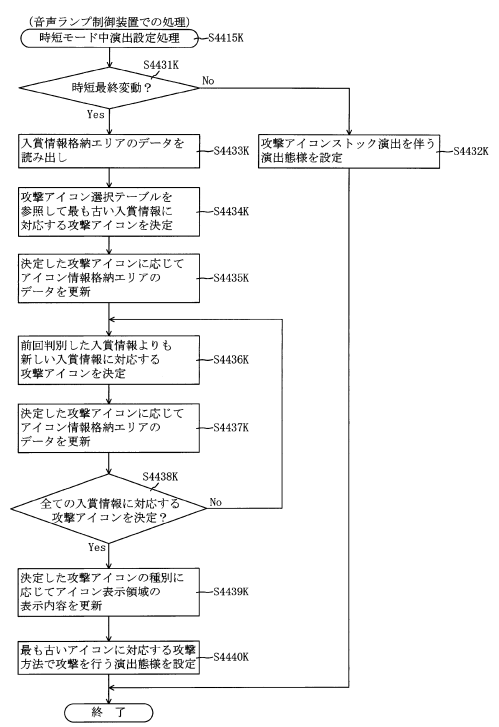 (音声ランプ制御装置での処理)
時短モード中演出設定処理
S4415K
S4431K
時短最終変動?
No
Yes
入賞情報格納エリアのデータを
読み出し
S4433K
攻撃アイコンストック演出を伴う
演出態様を設定
S4432K
攻撃アイコン選択テーブルを
参照して最も古い入賞情報に
対応する攻撃アイコンを決定
S4434K
決定した攻撃アイコンに応じて
アイコン情報格納エリアの
データを更新
S4435K
前回判別した入賞情報よりも
新しい入賞情報に対応する
攻撃アイコンを決定
S4436K
決定した攻撃アイコンに応じて
アイコン情報格納エリアの
データを更新
S4437K
S4438K
全ての入賞情報に対応する
攻撃アイコンを決定?
No
Yes
決定した攻撃アイコンの種別に
応じてアイコン表示領域の
表示内容を更新
S4439K
最も古いアイコンに対応する攻撃
方法で攻撃を行う演出態様を設定
S4440K
終 了